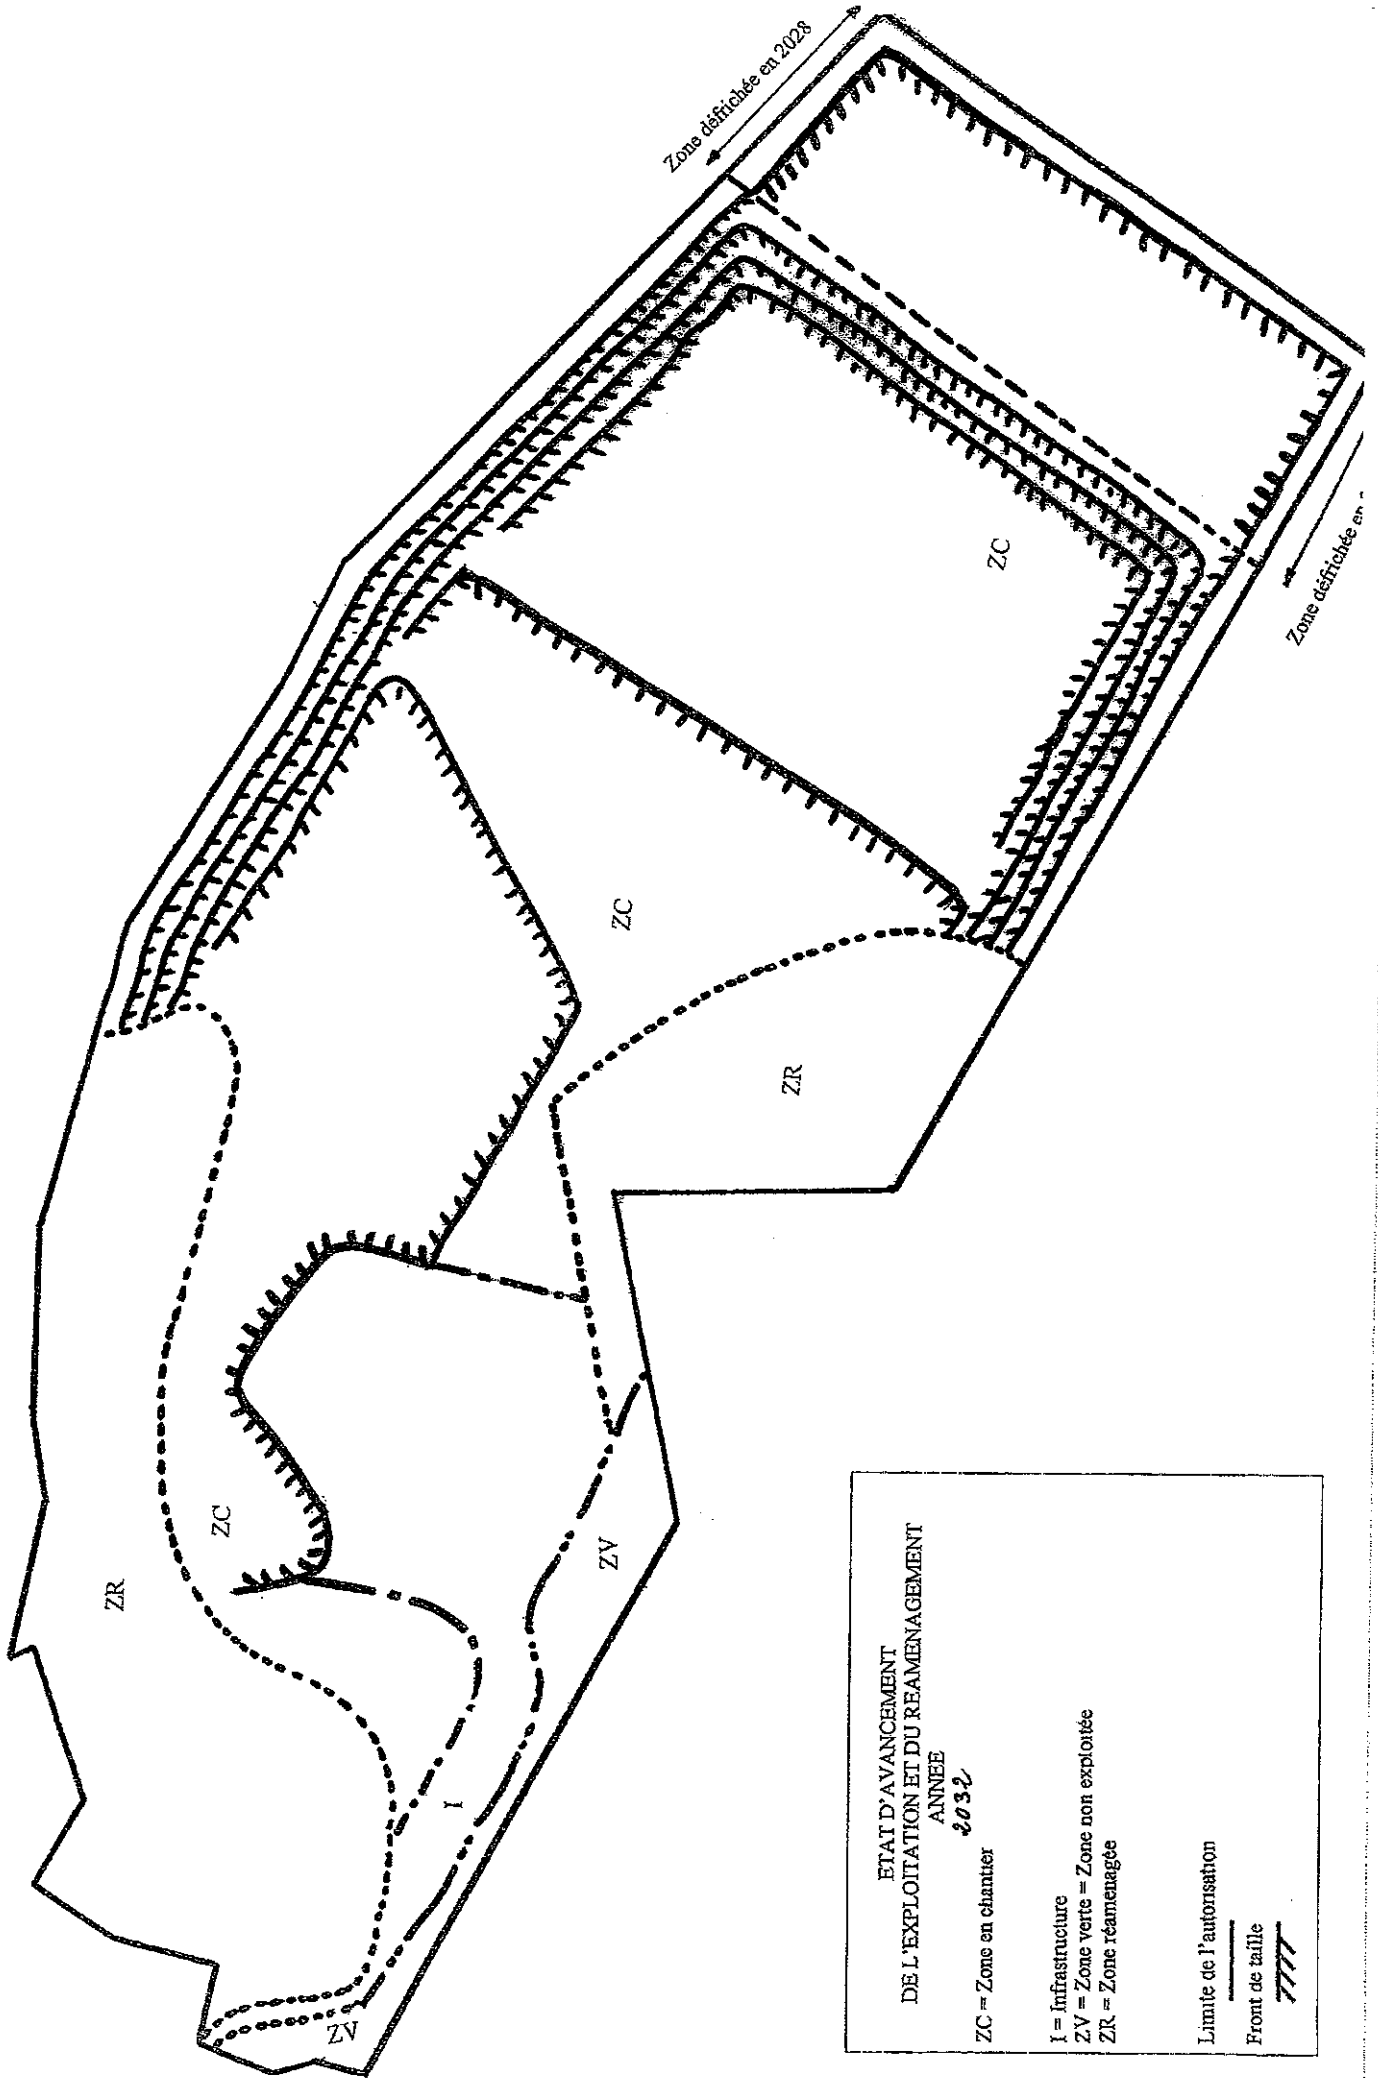 Zone défrichée en 2028
Zone défrichée en
ZC
ZC
ZR
ZC
ZR
ZV
I
ZV
ETAT D'AVANCEMENT
DE L'EXPLOITATION ET DU REAMENAGEMENT
ANNEE
2032
ZC = Zone en chantier
I = Infrastructure
ZV = Zone verte = Zone non exploitée
ZR = Zone réamenagée
Limite de l'autorisation
Front de taille